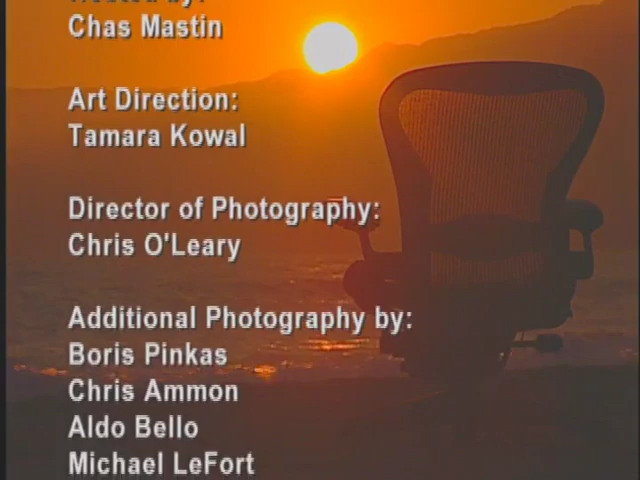 Chas Mastin
Art Direction:
Tamara Kowal
Director of Photography:
Chris O'Leary
Additional Photography by:
Boris Pinkas
Chris Ammon
Aldo Bello
Michael LeFort